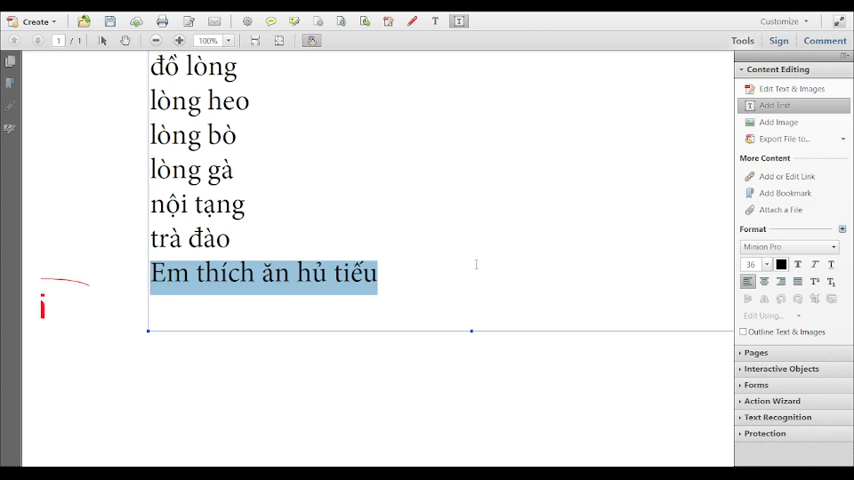 Create
100%
Customize
1 / 1
Tools
Sign
Comment
đồ lòng
lòng heo
lòng bò
lòng gà
nội tạng
trà đào
Em thích ăn hủ tiếu
i
Content Editing
Edit Text & Images
Add Text
Add Image
Export File to...
More Content
Add or Edit Link
Add Bookmark
Attach a File
Format
Minion Pro
36
Edit Using...
Outline Text & Images
Pages
Interactive Objects
Forms
Action Wizard
Text Recognition
Protection